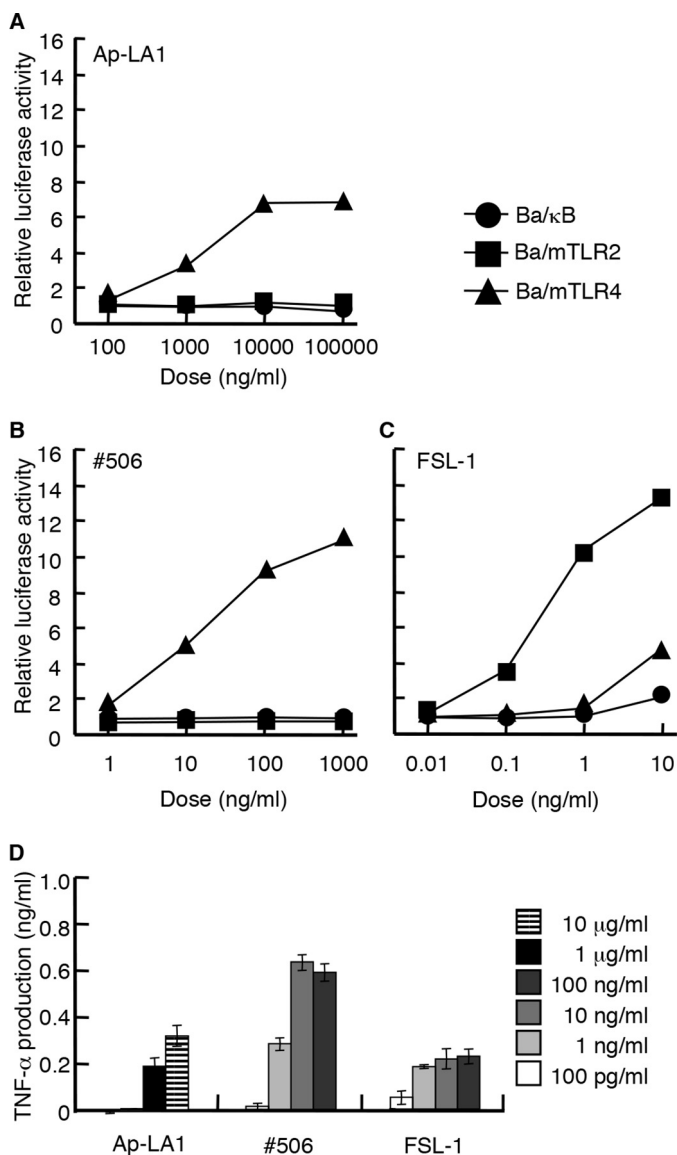 A
Ap-LA1
16
14
12
10
8
6
4
2
0
Relative luciferase activity
100 1000 10000 100000
Dose (ng/ml)
Ba/κB
Ba/mTLR2
Ba/mTLR4
B
#506
16
14
12
10
8
6
4
2
0
Relative luciferase activity
1 10 100 1000
Dose (ng/ml)
C
FSL-1
0.01 0.1 1 10
Dose (ng/ml)
D
1.0
0.8
0.6
0.4
0.2
0
TNF-α production (ng/ml)
Ap-LA1 #506 FSL-1
10 μg/ml
1 μg/ml
100 ng/ml
10 ng/ml
1 ng/ml
100 pg/ml